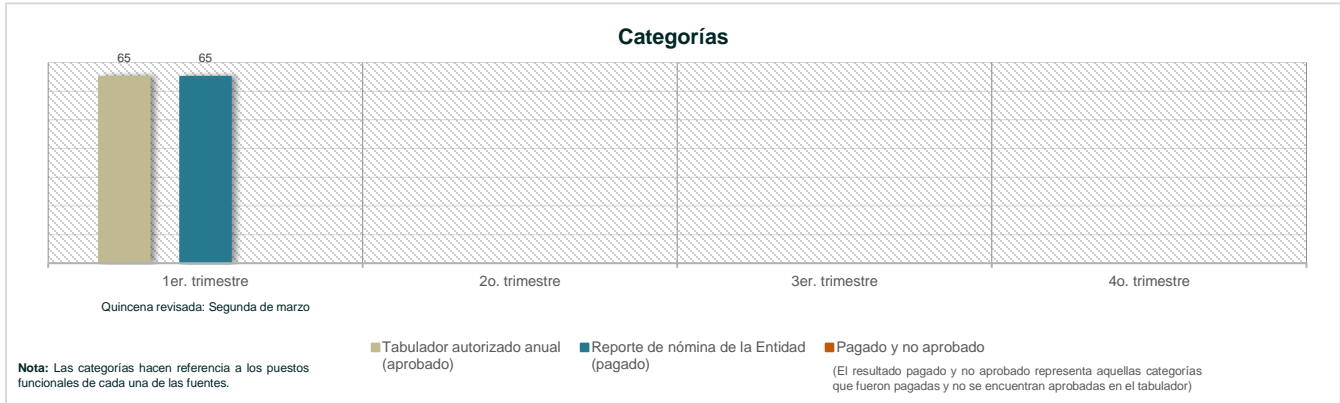 Categorías
65
65
1er. trimestre
2o. trimestre
3er. trimestre
4o. trimestre
Quincena revisada: Segunda de marzo
Tabulador autorizado anual
(aprobado)
Reporte de nómina de la Entidad
(pagado)
Pagado y no aprobado
(El resultado pagado y no aprobado representa aquellas categorías
que fueron pagadas y no se encuentran aprobadas en el tabulador)
Nota: Las categorías hacen referencia a los puestos
funcionales de cada una de las fuentes.